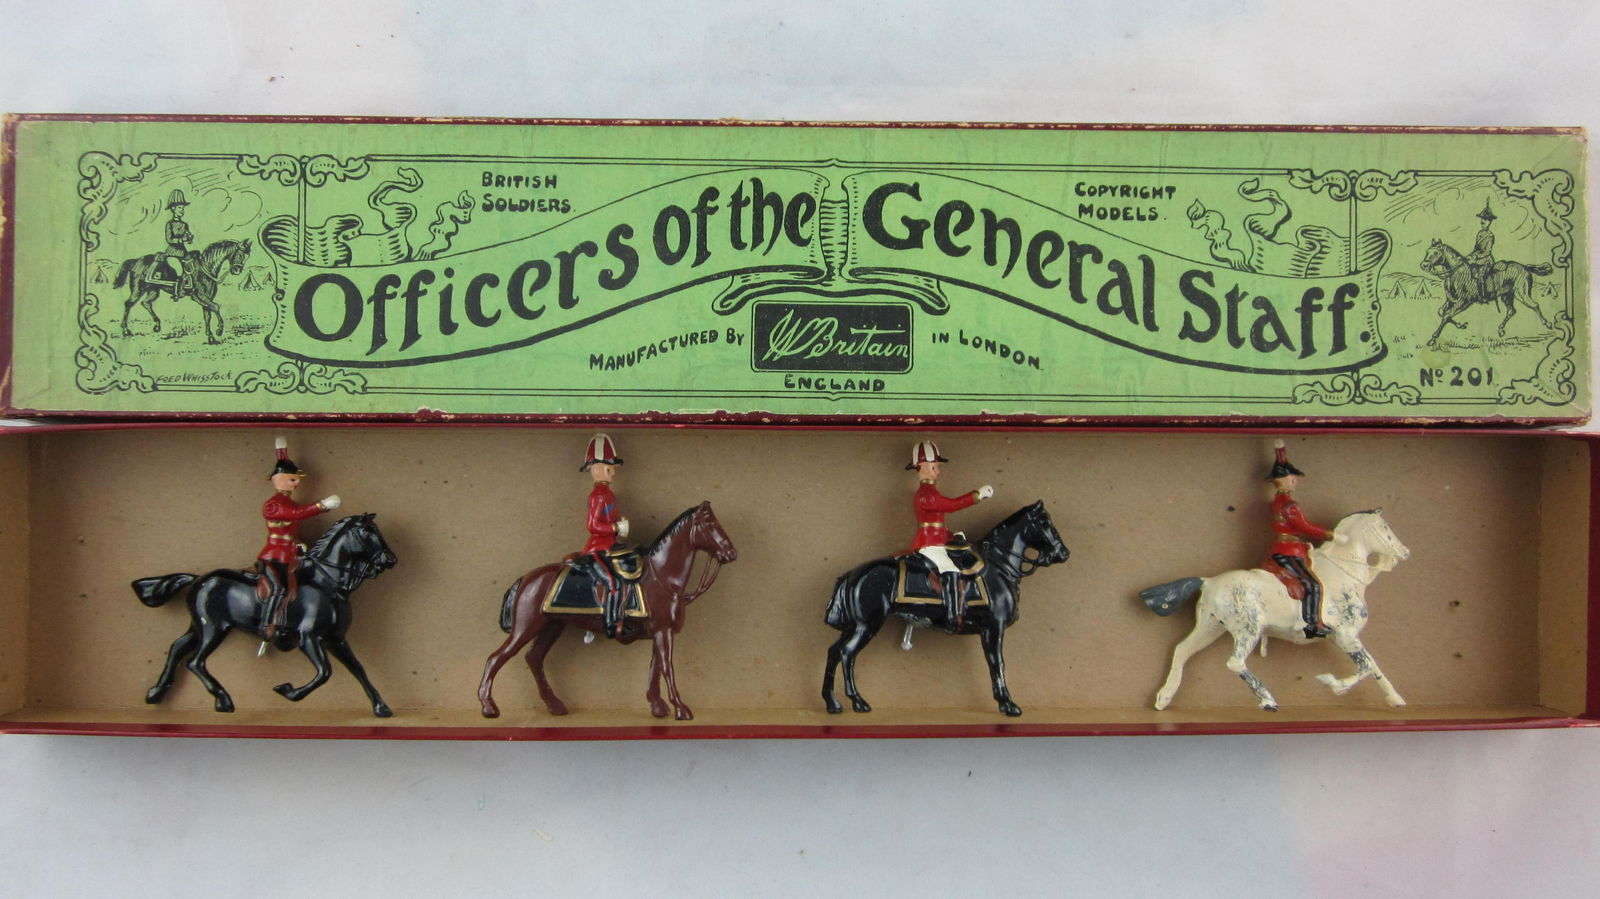 BRITISH
SOLDIERS.
COPYRIGHT
MODELS.
Officers of the General Staff.
MANUFACTURED BY W Britain IN LONDON
ENGLAND
FRED WHISSTOCK
Nº 201.